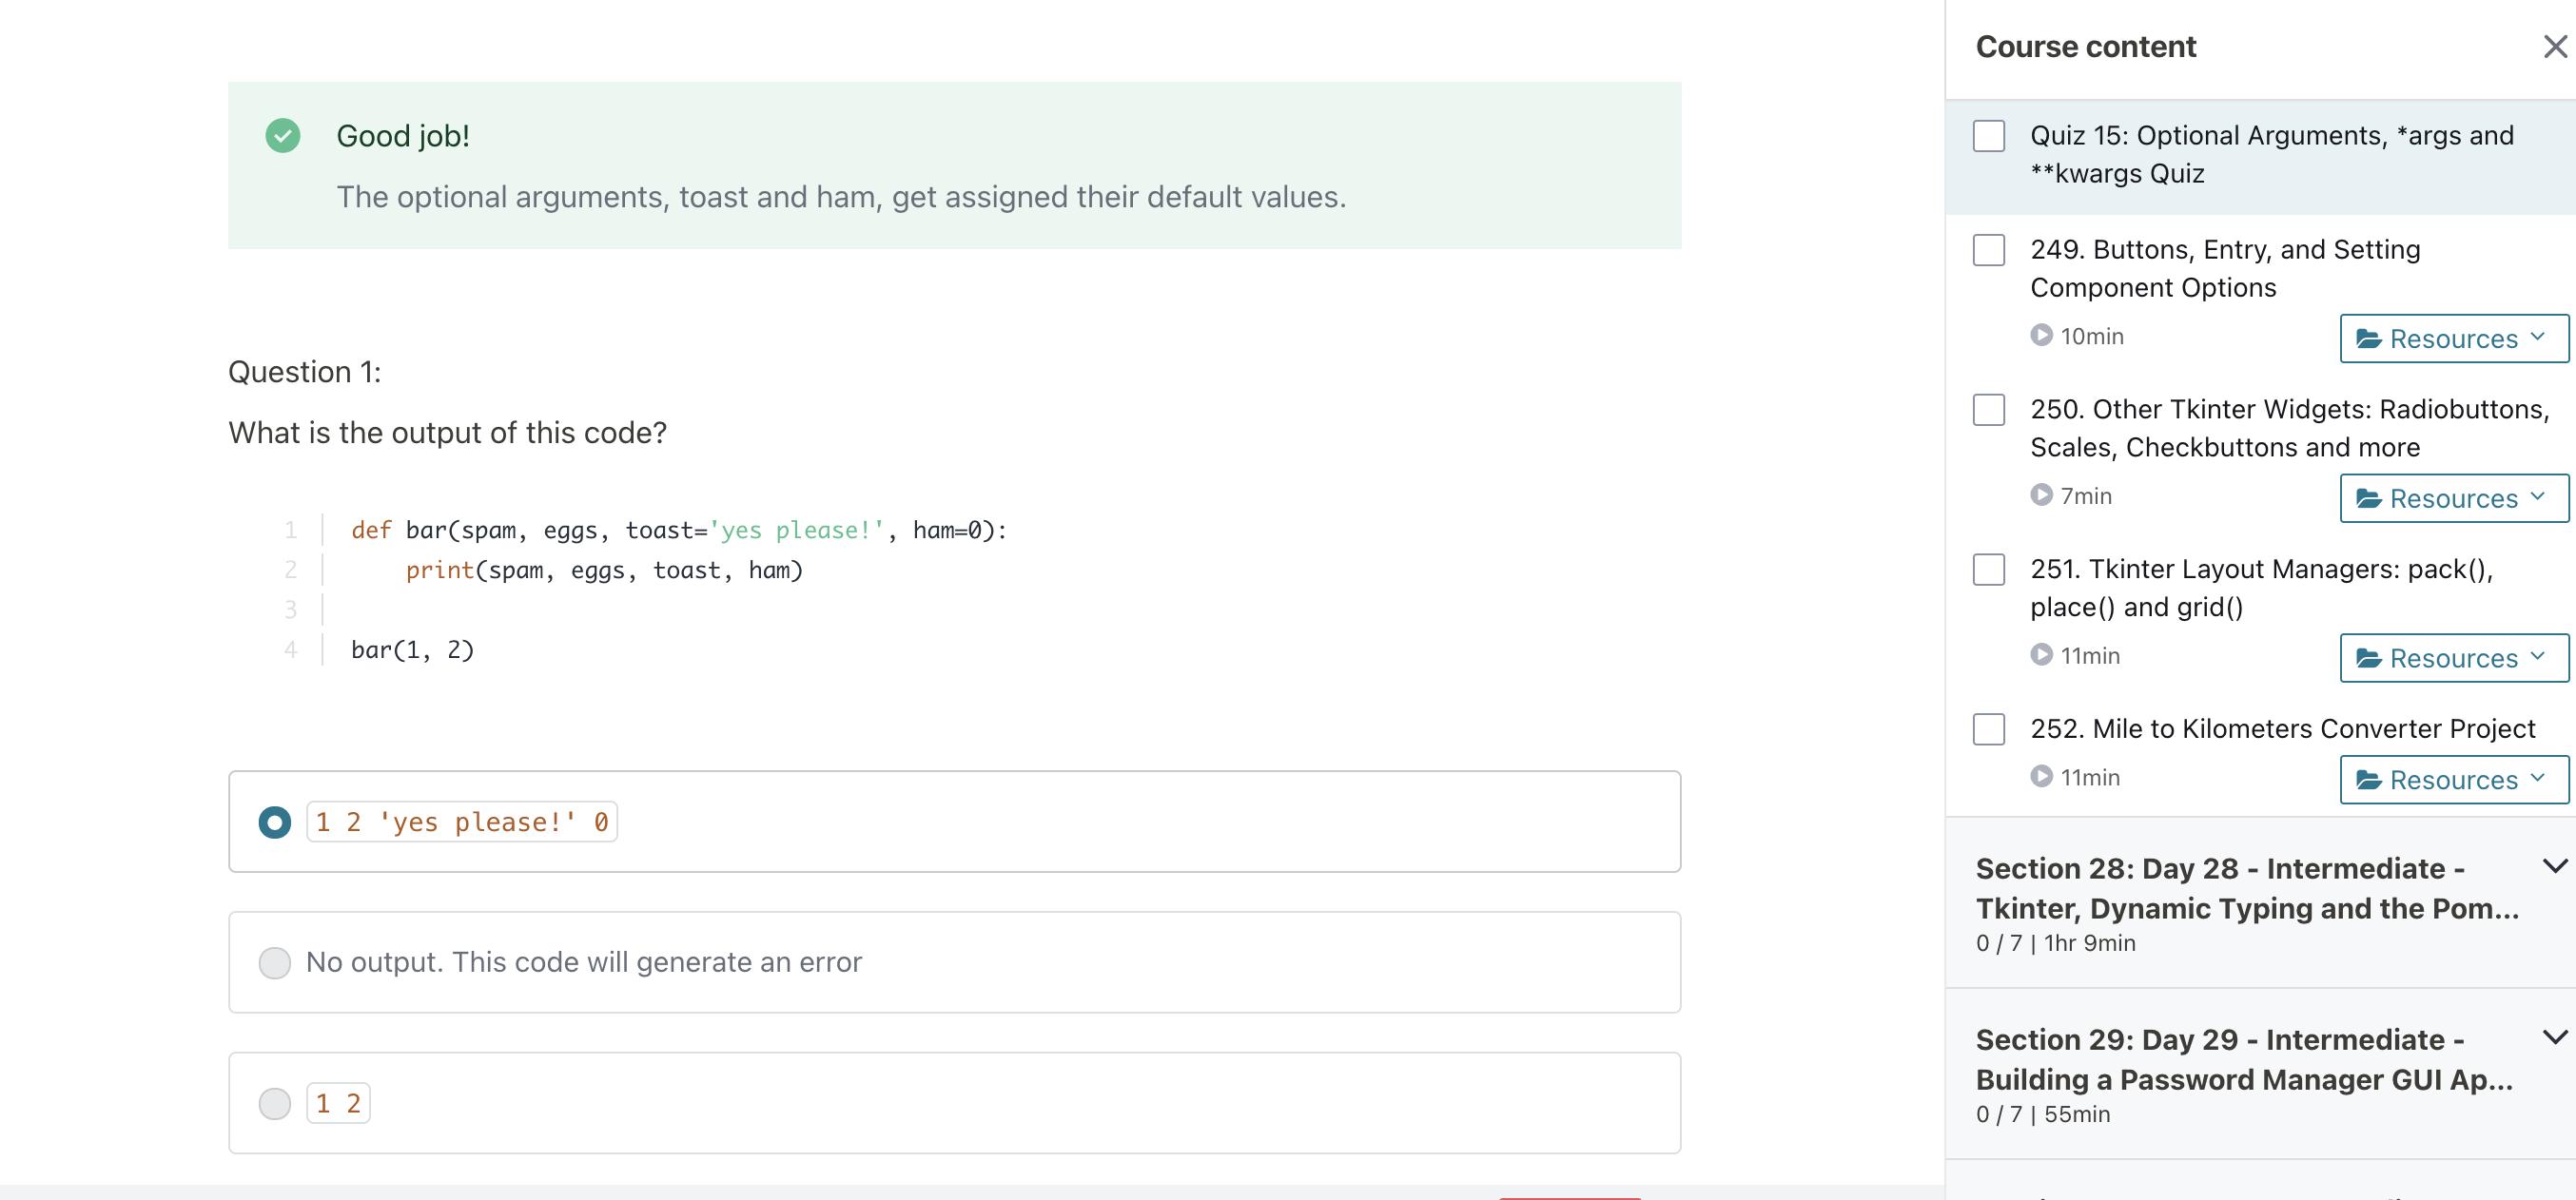 Good job!
The optional arguments, toast and ham, get assigned their default values.
Question 1:
What is the output of this code?
1 def bar(spam, eggs, toast='yes please!', ham=0):
2     print(spam, eggs, toast, ham)
3
4 bar(1, 2)
1 2 'yes please!' 0
No output. This code will generate an error
1 2
Course content
Quiz 15: Optional Arguments, *args and
**kwargs Quiz
249. Buttons, Entry, and Setting
Component Options
10min
Resources
250. Other Tkinter Widgets: Radiobuttons,
Scales, Checkbuttons and more
7min
Resources
251. Tkinter Layout Managers: pack(),
place() and grid()
11min
Resources
252. Mile to Kilometers Converter Project
11min
Resources
Section 28: Day 28 - Intermediate -
Tkinter, Dynamic Typing and the Pom...
0 / 7 | 1hr 9min
Section 29: Day 29 - Intermediate -
Building a Password Manager GUI Ap...
0 / 7 | 55min